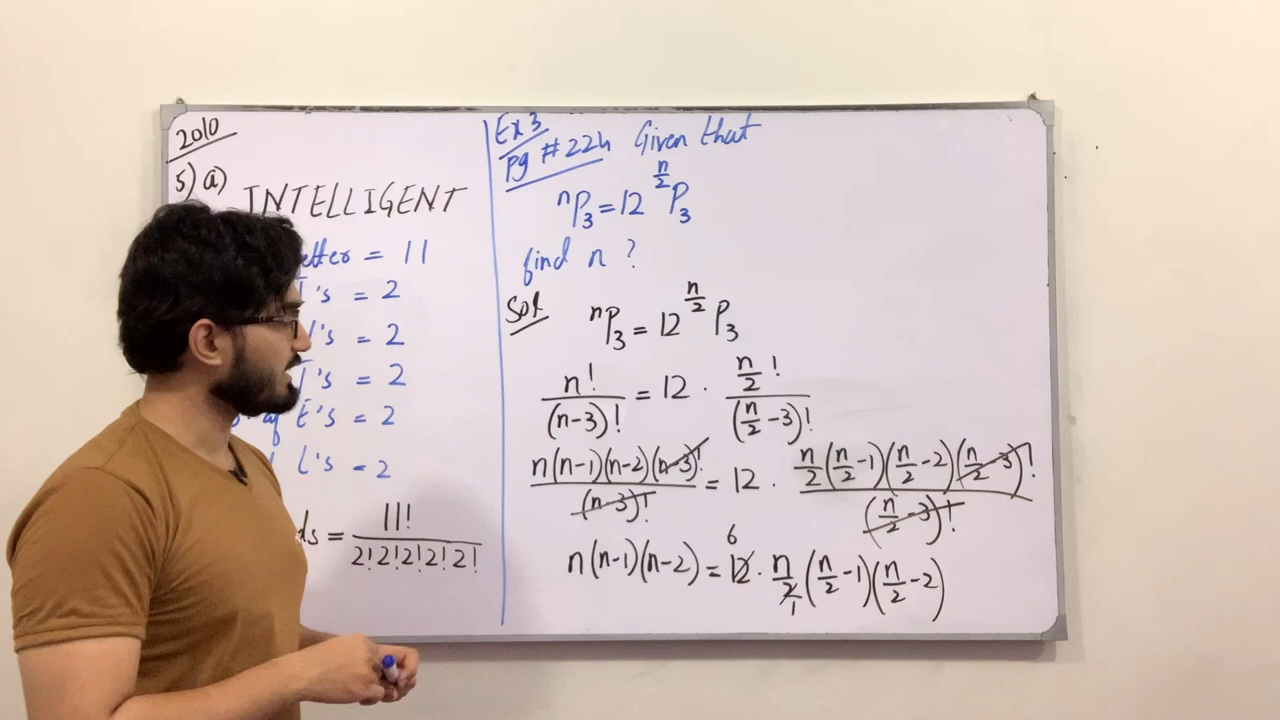 2010
5) a)
INTELLIGENT
etter = 11
's = 2
's = 2
's = 2
of E's = 2
L's = 2
ds = 11! / 2!2!2!2!2!
Ex 3
Pg # 224 Given that
ⁿP₃ = 12 ^(n/2)P₃
find n ?
Sol ⁿP₃ = 12 ^(n/2)P₃
n! / (n-3)! = 12 · n/2 ! / (n/2 -3)!
n(n-1)(n-2)(n-3)! / (n-3)! = 12 · n/2 (n/2 -1)(n/2 -2)(n/2 -3)! / (n/2 -3)!
6
n(n-1)(n-2) = 12 · n/2 (n/2 -1)(n/2 -2)
1